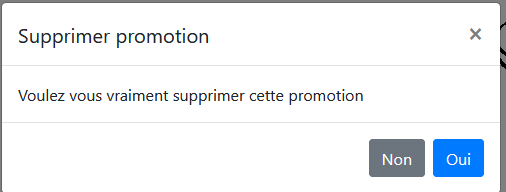 Supprimer promotion ×
Voulez vous vraiment supprimer cette promotion
Non Oui